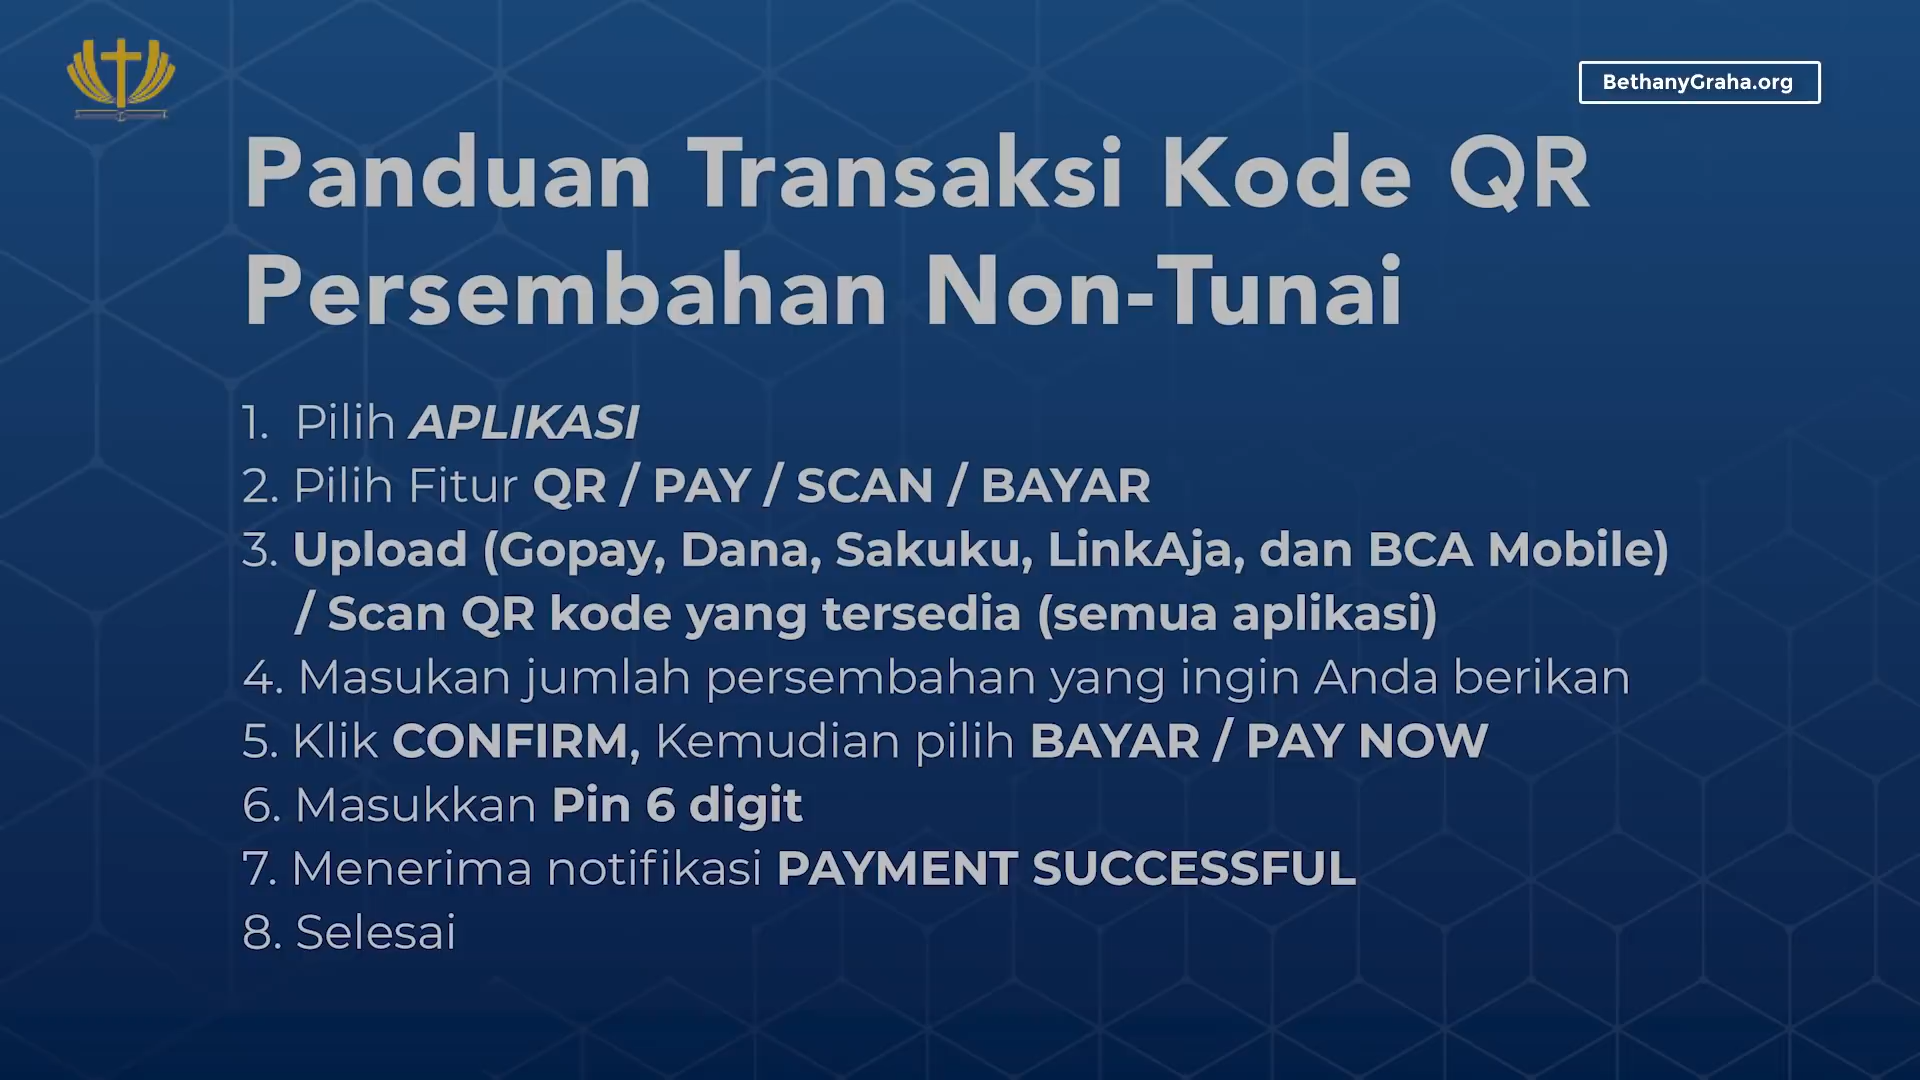 BethanyGraha.org
Panduan Transaksi Kode QR
Persembahan Non-Tunai
1. Pilih APLIKASI
2. Pilih Fitur QR / PAY / SCAN / BAYAR
3. Upload (Gopay, Dana, Sakuku, LinkAja, dan BCA Mobile)
/ Scan QR kode yang tersedia (semua aplikasi)
4. Masukan jumlah persembahan yang ingin Anda berikan
5. Klik CONFIRM, Kemudian pilih BAYAR / PAY NOW
6. Masukkan Pin 6 digit
7. Menerima notifikasi PAYMENT SUCCESSFUL
8. Selesai